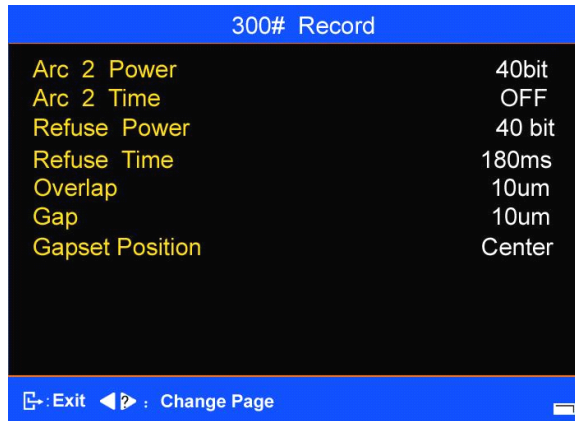 300# Record
Arc 2 Power 40bit
Arc 2 Time OFF
Refuse Power 40 bit
Refuse Time 180ms
Overlap 10um
Gap 10um
Gapset Position Center
:Exit ? : Change Page